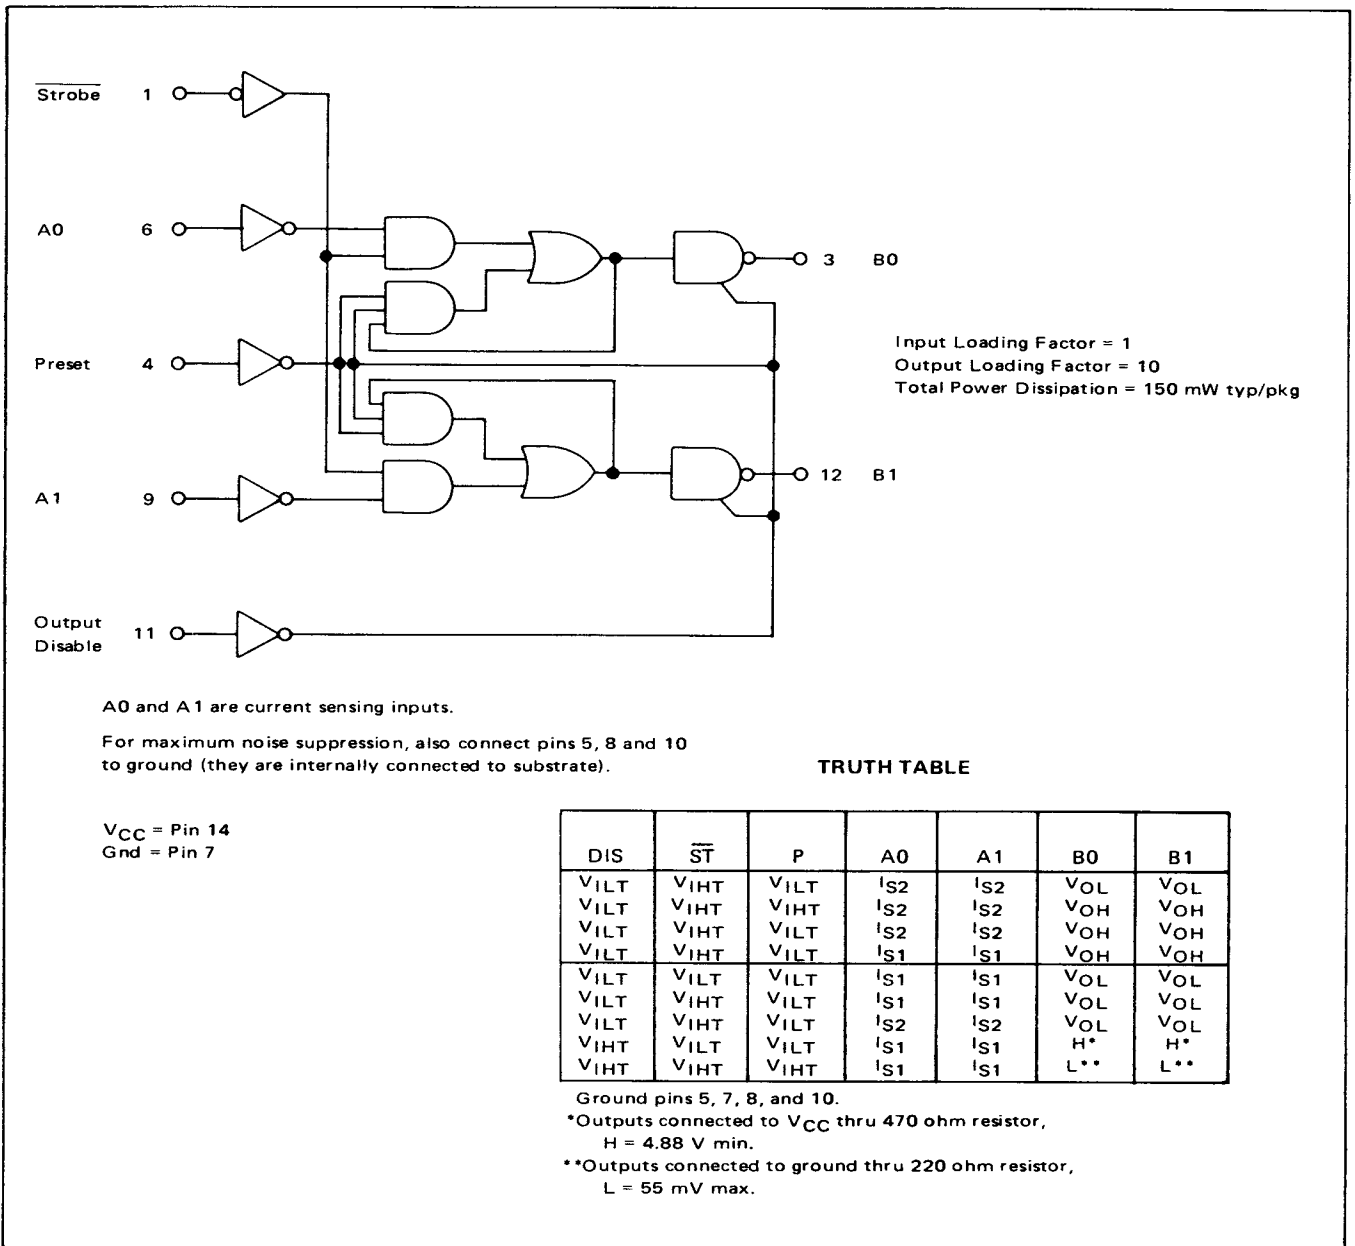 Strobe 1
A0 6
3 B0
Input Loading Factor = 1
Output Loading Factor = 10
Total Power Dissipation = 150 mW typ/pkg
Preset 4
12 B1
A1 9
Output
Disable 11
A0 and A1 are current sensing inputs.
For maximum noise suppression, also connect pins 5, 8 and 10
to ground (they are internally connected to substrate).
VCC = Pin 14
Gnd = Pin 7
TRUTH TABLE
DIS ST P A0 A1 B0 B1
VILT VIHT VILT IS2 IS2 VOL VOL
VILT VIHT VIHT IS2 IS2 VOH VOH
VILT VIHT VILT IS2 IS2 VOH VOH
VILT VIHT VILT IS1 IS1 VOH VOH
VILT VILT VILT IS1 IS1 VOL VOL
VILT VIHT VILT IS1 IS1 VOL VOL
VILT VIHT VILT IS2 IS2 VOL VOL
VIHT VILT VILT IS1 IS1 H* H*
VIHT VIHT VIHT IS1 IS1 L** L**
Ground pins 5, 7, 8, and 10.
*Outputs connected to VCC thru 470 ohm resistor,
H = 4.88 V min.
**Outputs connected to ground thru 220 ohm resistor,
L = 55 mV max.